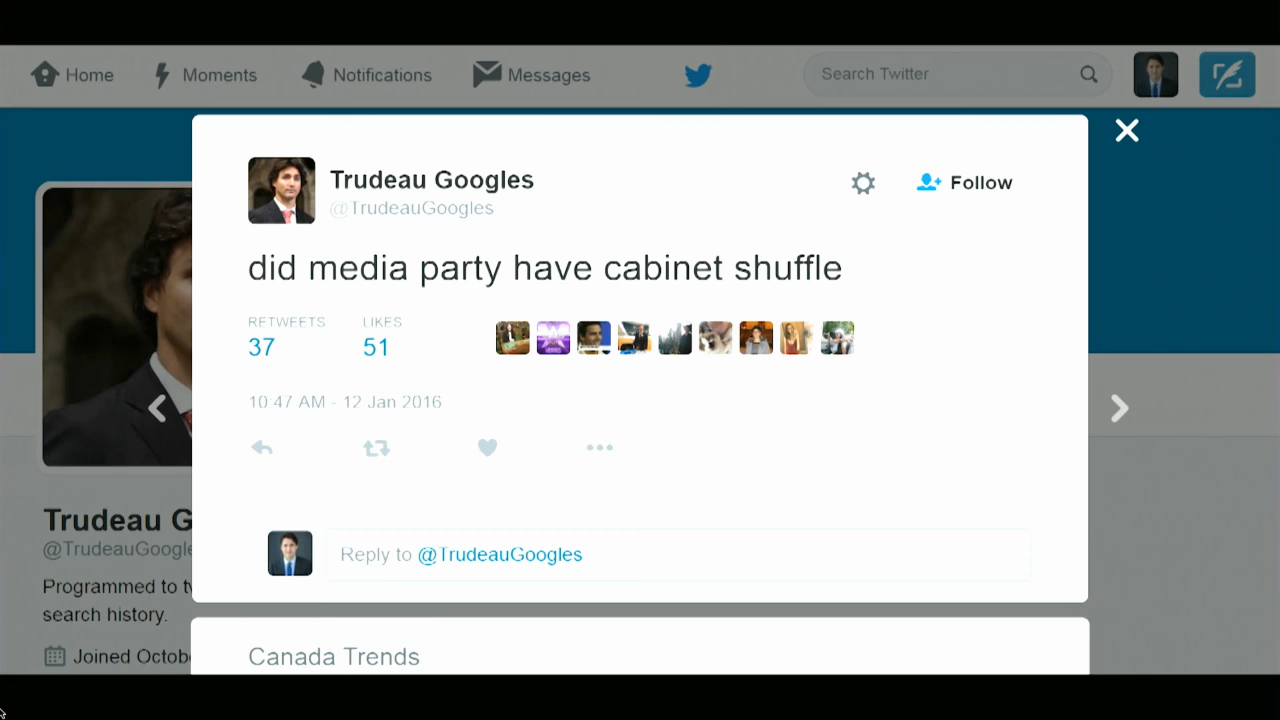 Home Moments Notifications Messages Search Twitter
Trudeau Googles
@TrudeauGoogles
Follow
did media party have cabinet shuffle
RETWEETS LIKES
37 51
10:47 AM - 12 Jan 2016
Reply to @TrudeauGoogles
Canada Trends
Trudeau G
@TrudeauGoogle
Programmed to tw
search history.
Joined Octob